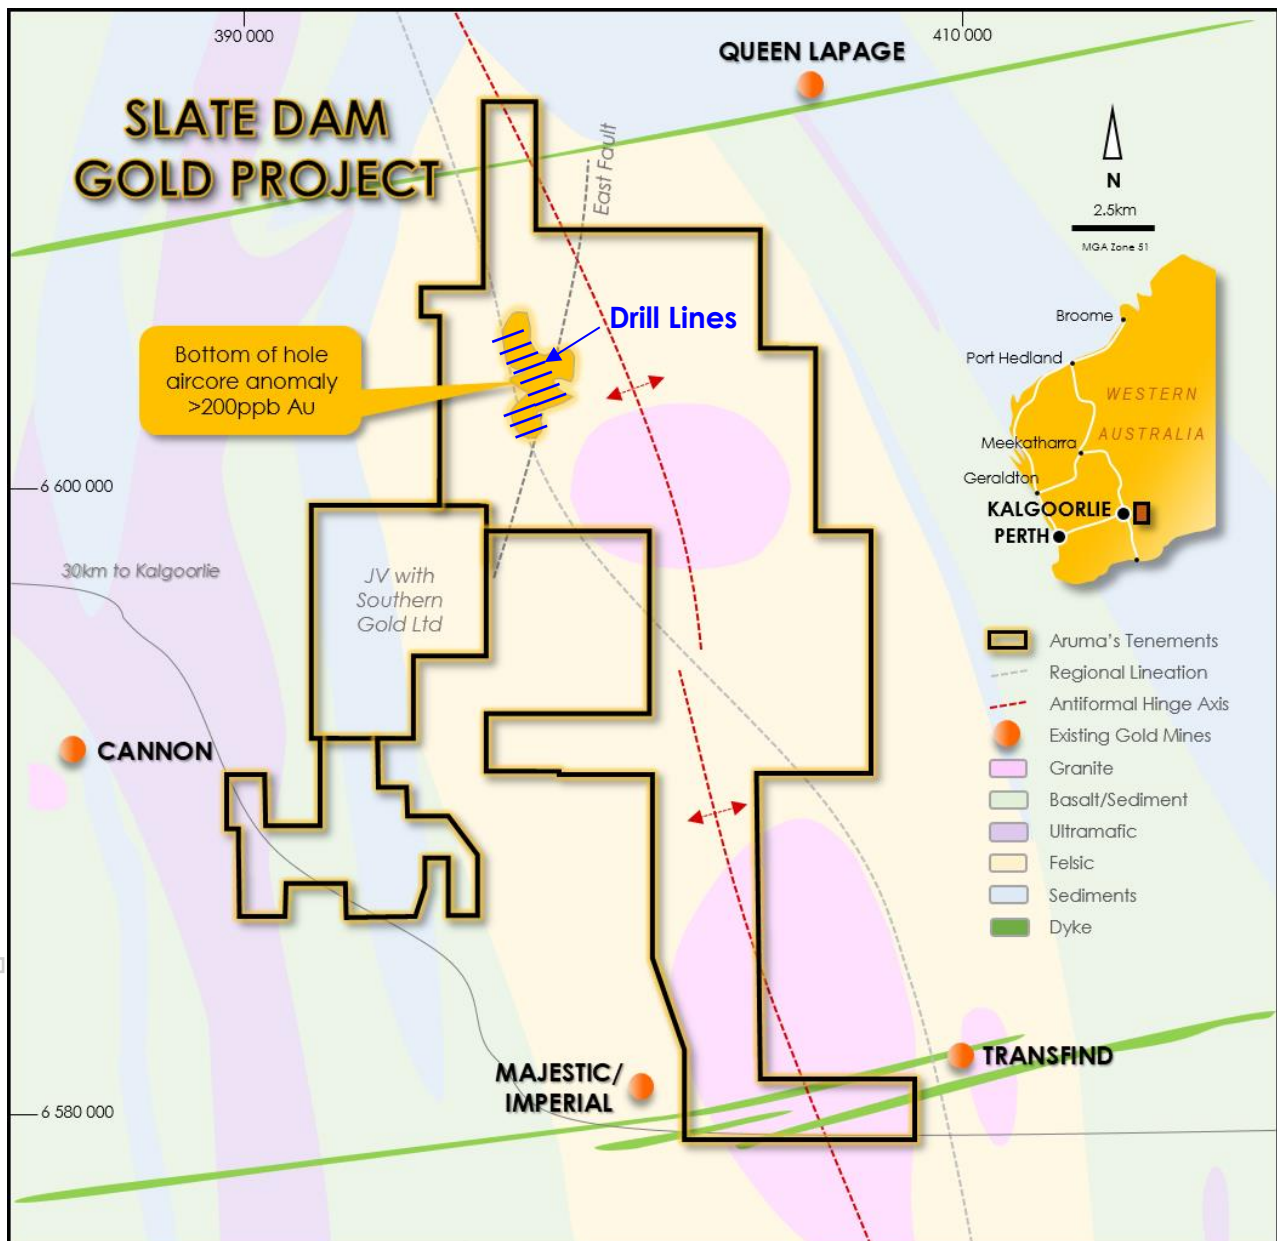 390 000
410 000
QUEEN LAPAGE
SLATE DAM
GOLD PROJECT
East Fault
N
2.5km
MGA Zone 51
Drill Lines
Bottom of hole
aircore anomaly
>200ppb Au
Broome
Port Hedland
WESTERN
AUSTRALIA
Meekatharra
Geraldton
KALGOORLIE
PERTH
6 600 000
30km to Kalgoorlie
JV with
Southern
Gold Ltd
Aruma's Tenements
Regional Lineation
Antiformal Hinge Axis
Existing Gold Mines
Granite
Basalt/Sediment
Ultramafic
Felsic
Sediments
Dyke
CANNON
MAJESTIC/
IMPERIAL
TRANSFIND
6 580 000